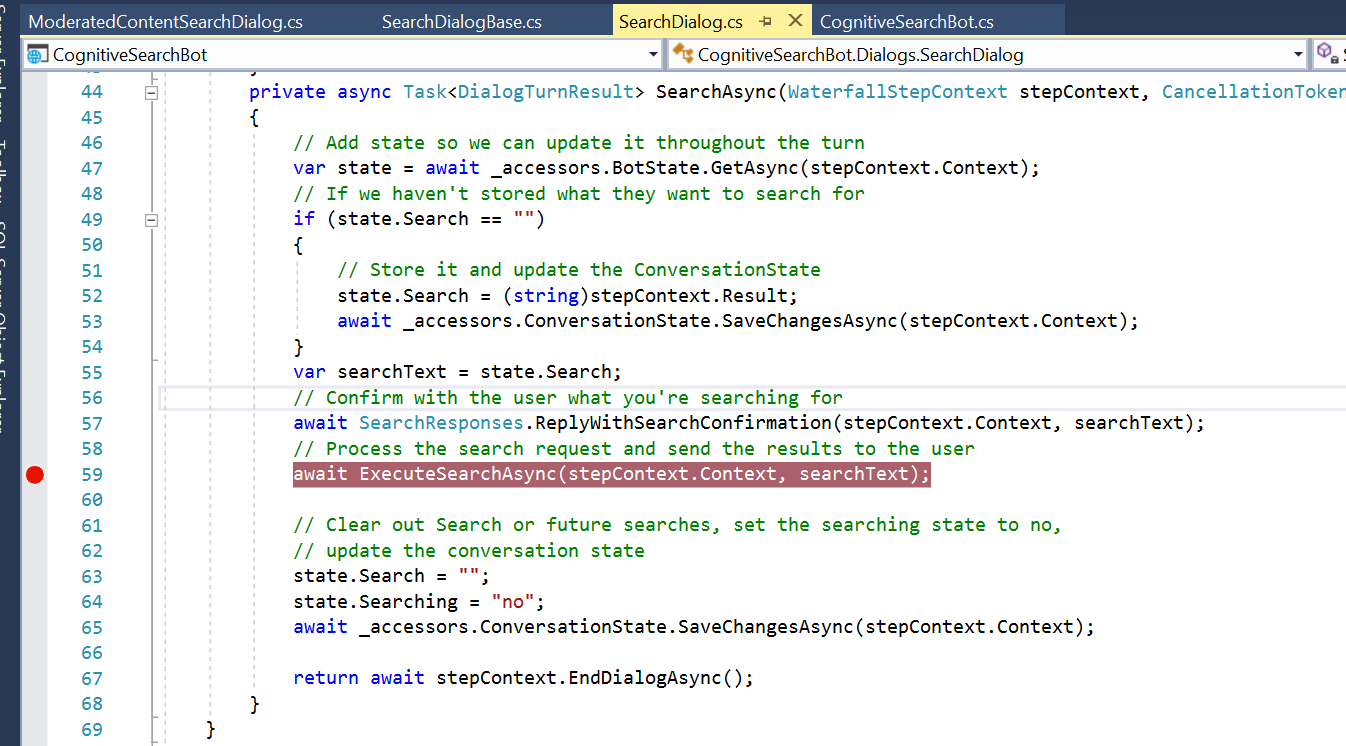 ModeratedContentSearchDialog.cs SearchDialogBase.cs SearchDialog.cs CognitiveSearchBot.cs
CognitiveSearchBot CognitiveSearchBot.Dialogs.SearchDialog
44 private async Task<DialogTurnResult> SearchAsync(WaterfallStepContext stepContext, CancellationToken
45 {
46 // Add state so we can update it throughout the turn
47 var state = await _accessors.BotState.GetAsync(stepContext.Context);
48 // If we haven't stored what they want to search for
49 if (state.Search == "")
50 {
51 // Store it and update the ConversationState
52 state.Search = (string)stepContext.Result;
53 await _accessors.ConversationState.SaveChangesAsync(stepContext.Context);
54 }
55 var searchText = state.Search;
56 // Confirm with the user what you're searching for
57 await SearchResponses.ReplyWithSearchConfirmation(stepContext.Context, searchText);
58 // Process the search request and send the results to the user
59 await ExecuteSearchAsync(stepContext.Context, searchText);
60
61 // Clear out Search or future searches, set the searching state to no,
62 // update the conversation state
63 state.Search = "";
64 state.Searching = "no";
65 await _accessors.ConversationState.SaveChangesAsync(stepContext.Context);
66
67 return await stepContext.EndDialogAsync();
68 }
69 }